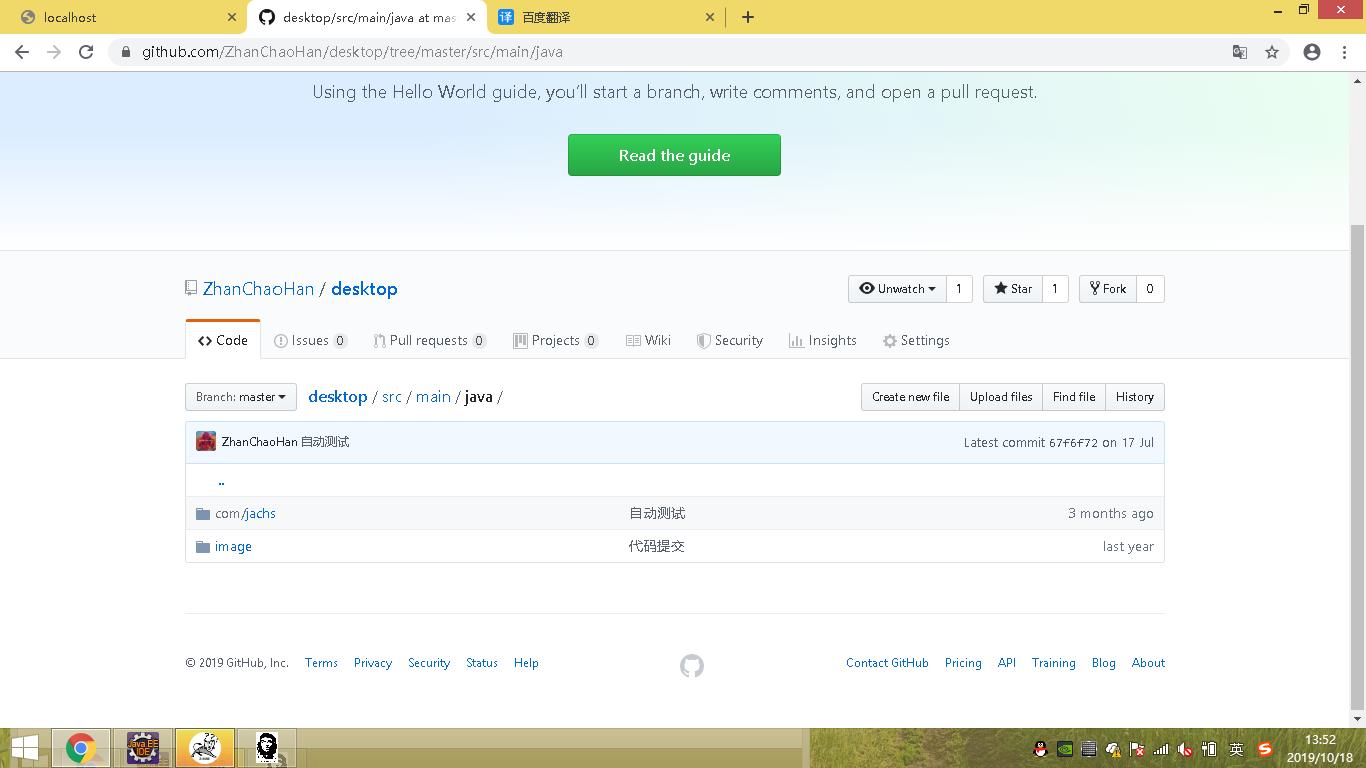 localhost
desktop/src/main/java at mas
译 百度翻译
github.com/ZhanChaoHan/desktop/tree/master/src/main/java
Using the Hello World guide, you'll start a branch, write comments, and open a pull request.
Read the guide
ZhanChaoHan / desktop
Unwatch 1 Star 1 Fork 0
Code Issues 0 Pull requests 0 Projects 0 Wiki Security Insights Settings
Branch: master desktop / src / main / java / Create new file Upload files Find file History
ZhanChaoHan 自动测试 Latest commit 67f6f72 on 17 Jul
..
com/jachs 自动测试 3 months ago
image 代码提交 last year
© 2019 GitHub, Inc. Terms Privacy Security Status Help Contact GitHub Pricing API Training Blog About
Java EE
IDE
英
13:52
2019/10/18